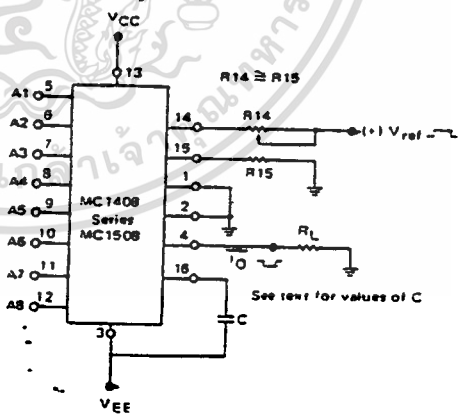 VCC
13
R14 ≅ R15
A1 5
A2 6
A3 7
A4 8
A5 9
A6 10
A7 11
A8 12
MC1408
Series
MC1508
14
R14
(+) Vref
15
R15
1
2
4
IO
RL
16
See text for values of C
C
3
VEE